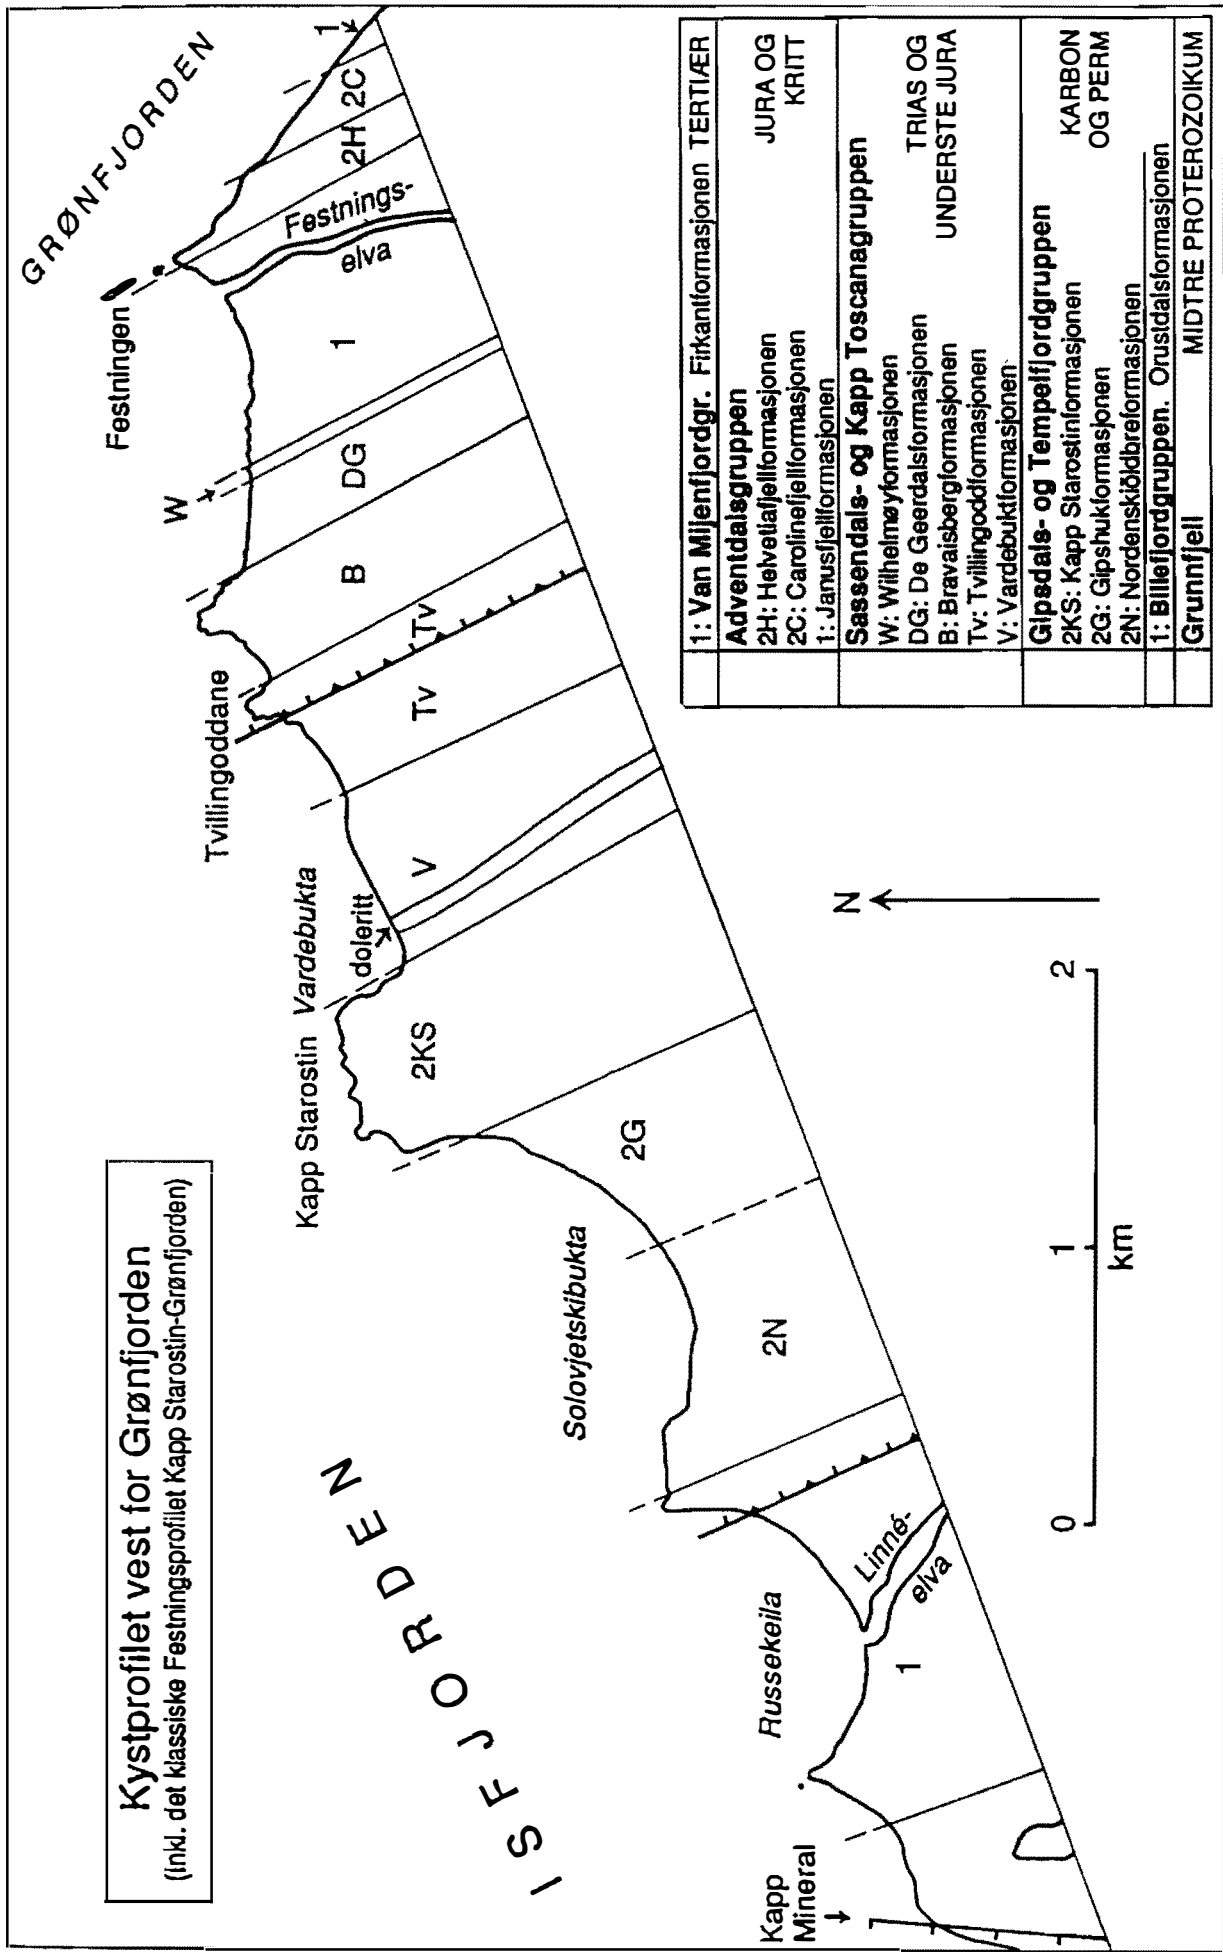 Kystprofilet vest for Grønfjorden
(Inkl. det klassiske Festningsprofilet Kapp Starostin-Grønfjorden)
GRØNFJORDEN
ISFJORDEN
Kapp
Mineral
Russekeila
Linné-
elva
Solovjetskibukta
Kapp Starostin
Vardebukta
doleritt
Tvillingoddane
Festningen
Festnings-
elva
1
2N
2G
2KS
V
Tv
Tv
B
DG
W
1
2H
2C
1
N
0
1
2
km
1: Van Mijenfjordgr. Firkantformasjonen TERTIÆR
Adventdalsgruppen
2H: Helvetiafjellformasjonen JURA OG
2C: Carolinefjellformasjonen KRITT
1: Janusfjellformasjonen
Sassendals- og Kapp Toscanagruppen
W: Wilhelmøyformasjonen
DG: De Geerdalsformasjonen TRIAS OG
B: Bravaisbergformasjonen UNDERSTE JURA
Tv: Tvillingoddformasjonen
V: Vardebuktformasjonen
Gipsdals- og Tempelfjordgruppen
2KS: Kapp Starostinformasjonen KARBON
2G: Gipshukformasjonen OG PERM
2N: Nordenskiöldbreformasjonen
1: Billefjordgruppen. Orustdalsformasjonen
Grunnfjell MIDTRE PROTEROZOIKUM